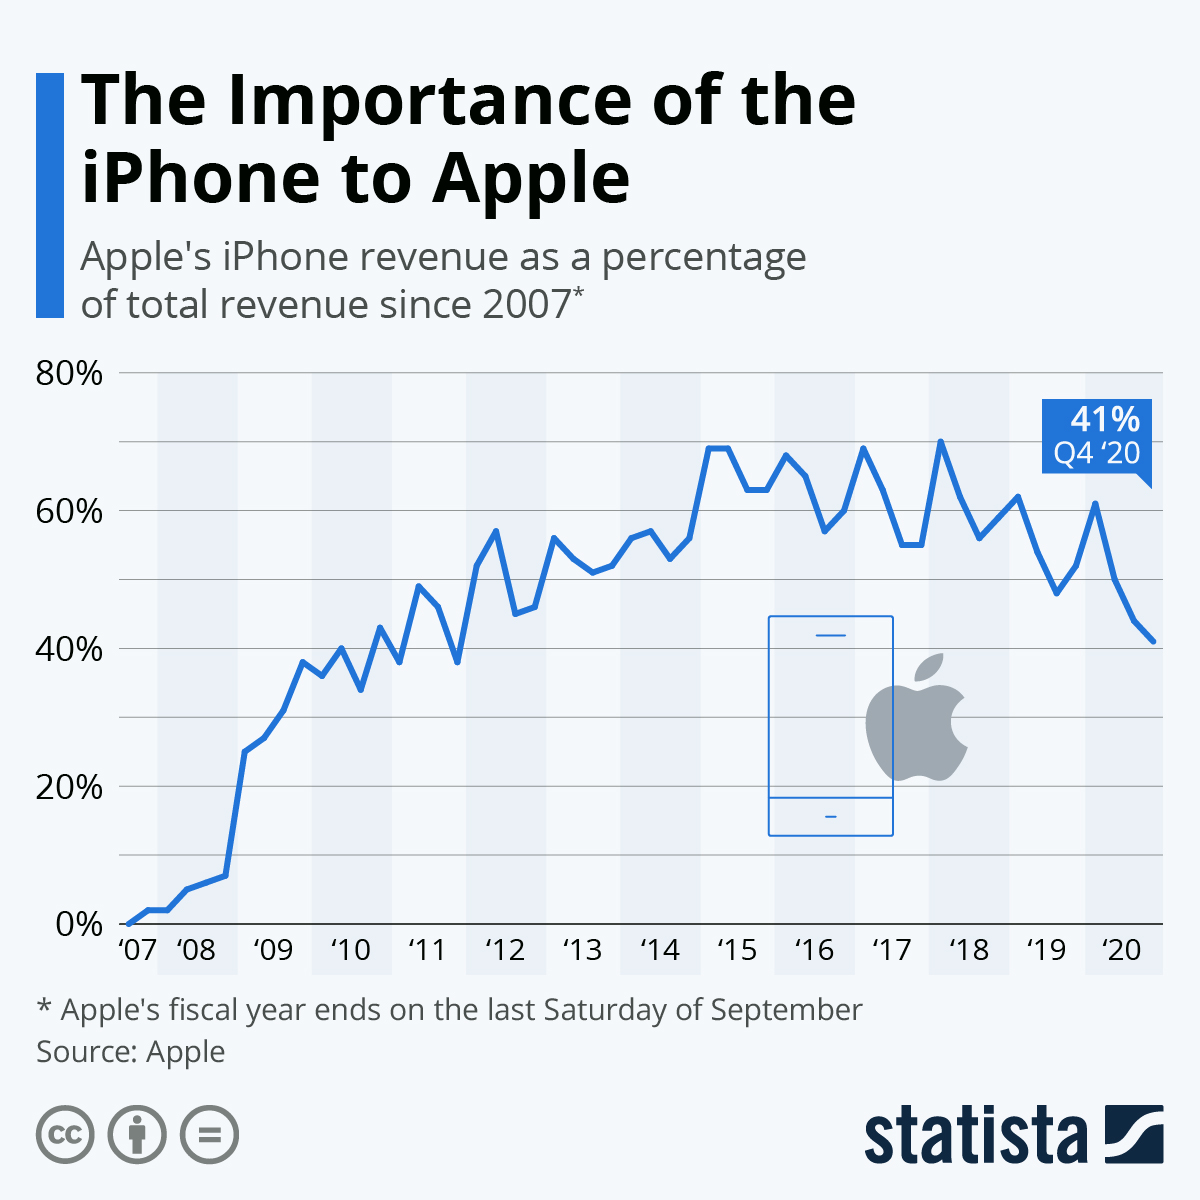 The Importance of the
iPhone to Apple
Apple's iPhone revenue as a percentage
of total revenue since 2007*
80%
60%
40%
20%
0%
41%
Q4 ‘20
‘07 ‘08 ‘09 ‘10 ‘11 ‘12 ‘13 ‘14 ‘15 ‘16 ‘17 ‘18 ‘19 ‘20
* Apple's fiscal year ends on the last Saturday of September
Source: Apple
cc
statista